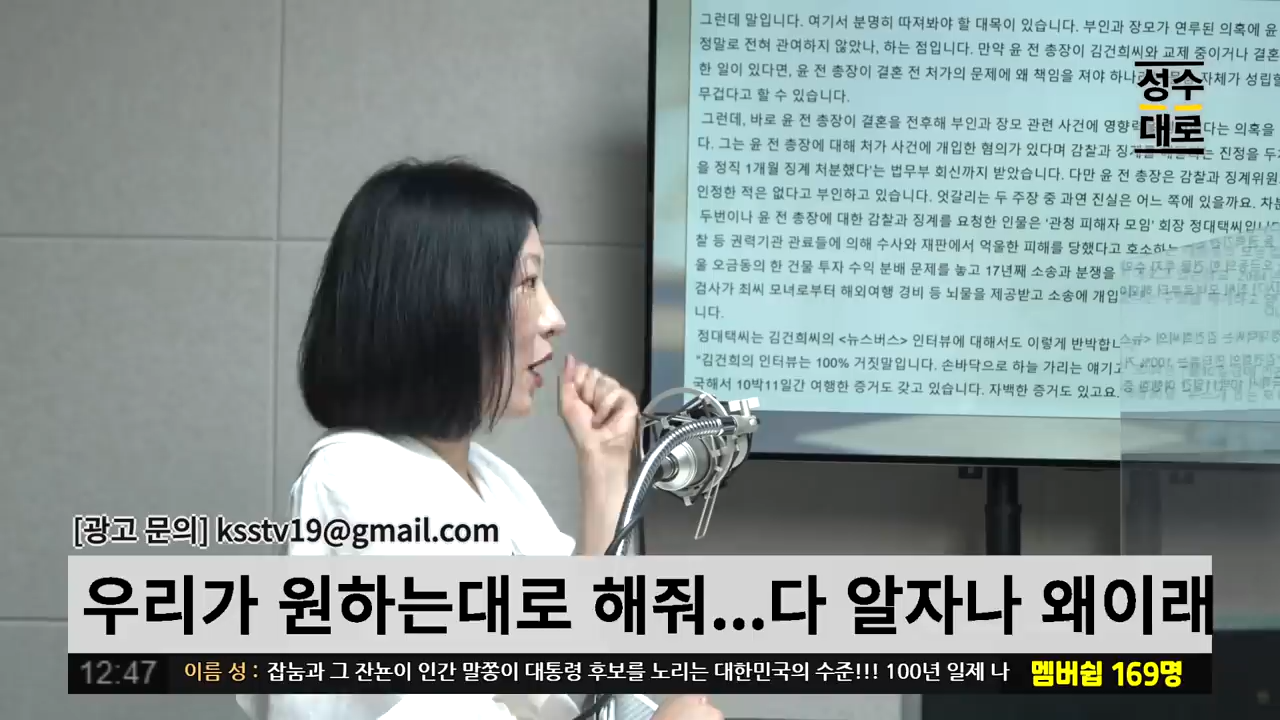 그런데 말입니다. 여기서 분명히 따져봐야 할 대목이 있습니다. 부인과 장모가 연루된 의혹에 윤
정말로 전혀 관여하지 않았나, 하는 점입니다. 만약 윤 전 총장이 김건희씨와 교제 중이거나 결혼
한 일이 있다면, 윤 전 총장이 결혼 전 처가의 문제에 왜 책임을 져야 하나 자체가 성립할
무겁다고 할 수 있습니다.
그런데, 바로 윤 전 총장이 결혼을 전후해 부인과 장모 관련 사건에 영향력 다는 의혹을
다. 그는 윤 전 총장에 대해 처가 사건에 개입한 혐의가 있다며 감찰과 징계를 는 진정을 두
을 정직 1개월 징계 처분했다'는 법무부 회신까지 받았습니다. 다만 윤 전 총장은 감찰과 징계위원
인정한 적은 없다고 부인하고 있습니다. 엇갈리는 두 주장 중 과연 진실은 어느 쪽에 있을까요. 차분
두번이나 윤 전 총장에 대한 감찰과 징계를 요청한 인물은 '관청 피해자 모임' 회장 정대택씨입니다
찰 등 권력기관 관료들에 의해 수사와 재판에서 억울한 피해를 당했다고 호소하는
울 오금동의 한 건물 투자 수익 분배 문제를 놓고 17년째 소송과 분쟁을
검사가 최씨 모녀로부터 해외여행 경비 등 뇌물을 제공받고 소송에 개입
니다.
정대택씨는 김건희씨의 <뉴스버스> 인터뷰에 대해서도 이렇게 반박합니
"김건희의 인터뷰는 100% 거짓말입니다. 손바닥으로 하늘 가리는 얘기고
국해서 10박11일간 여행한 증거도 갖고 있습니다. 자백한 증거도 있고요.
성수
대로
[광고 문의] ksstv19@gmail.com
우리가 원하는대로 해줘...다 알자나 왜이래
12:47 이름 성 : 잡눔과 그 잔뇬이 인간 말쫑이 대통령 후보를 노리는 대한민국의 수준!!! 100년 일제 나 멤버쉽 169명